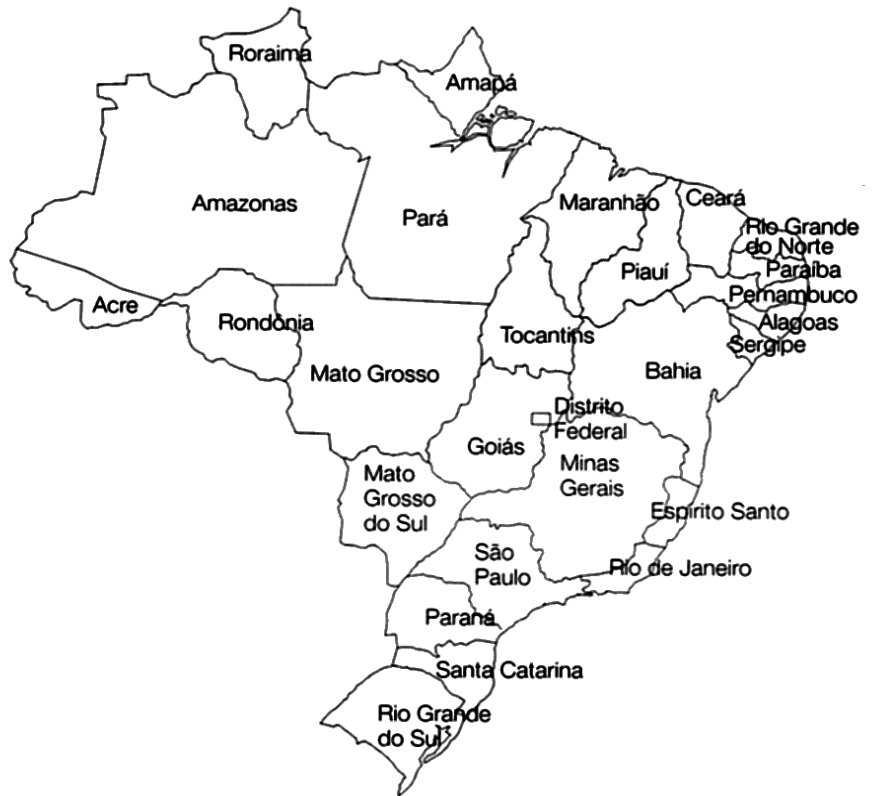 Roraima
Amapá
Amazonas
Pará
Maranhão
Ceará
Rio Grande
do Norte
Paraíba
Piauí
Pernambuco
Acre
Rondônia
Alagoas
Tocantins
Sergipe
Mato Grosso
Bahia
Distrito
Federal
Goiás
Minas
Gerais
Mato
Grosso
do Sul
Espírito Santo
São
Paulo
Rio de Janeiro
Paraná
Santa Catarina
Rio Grande
do Sul